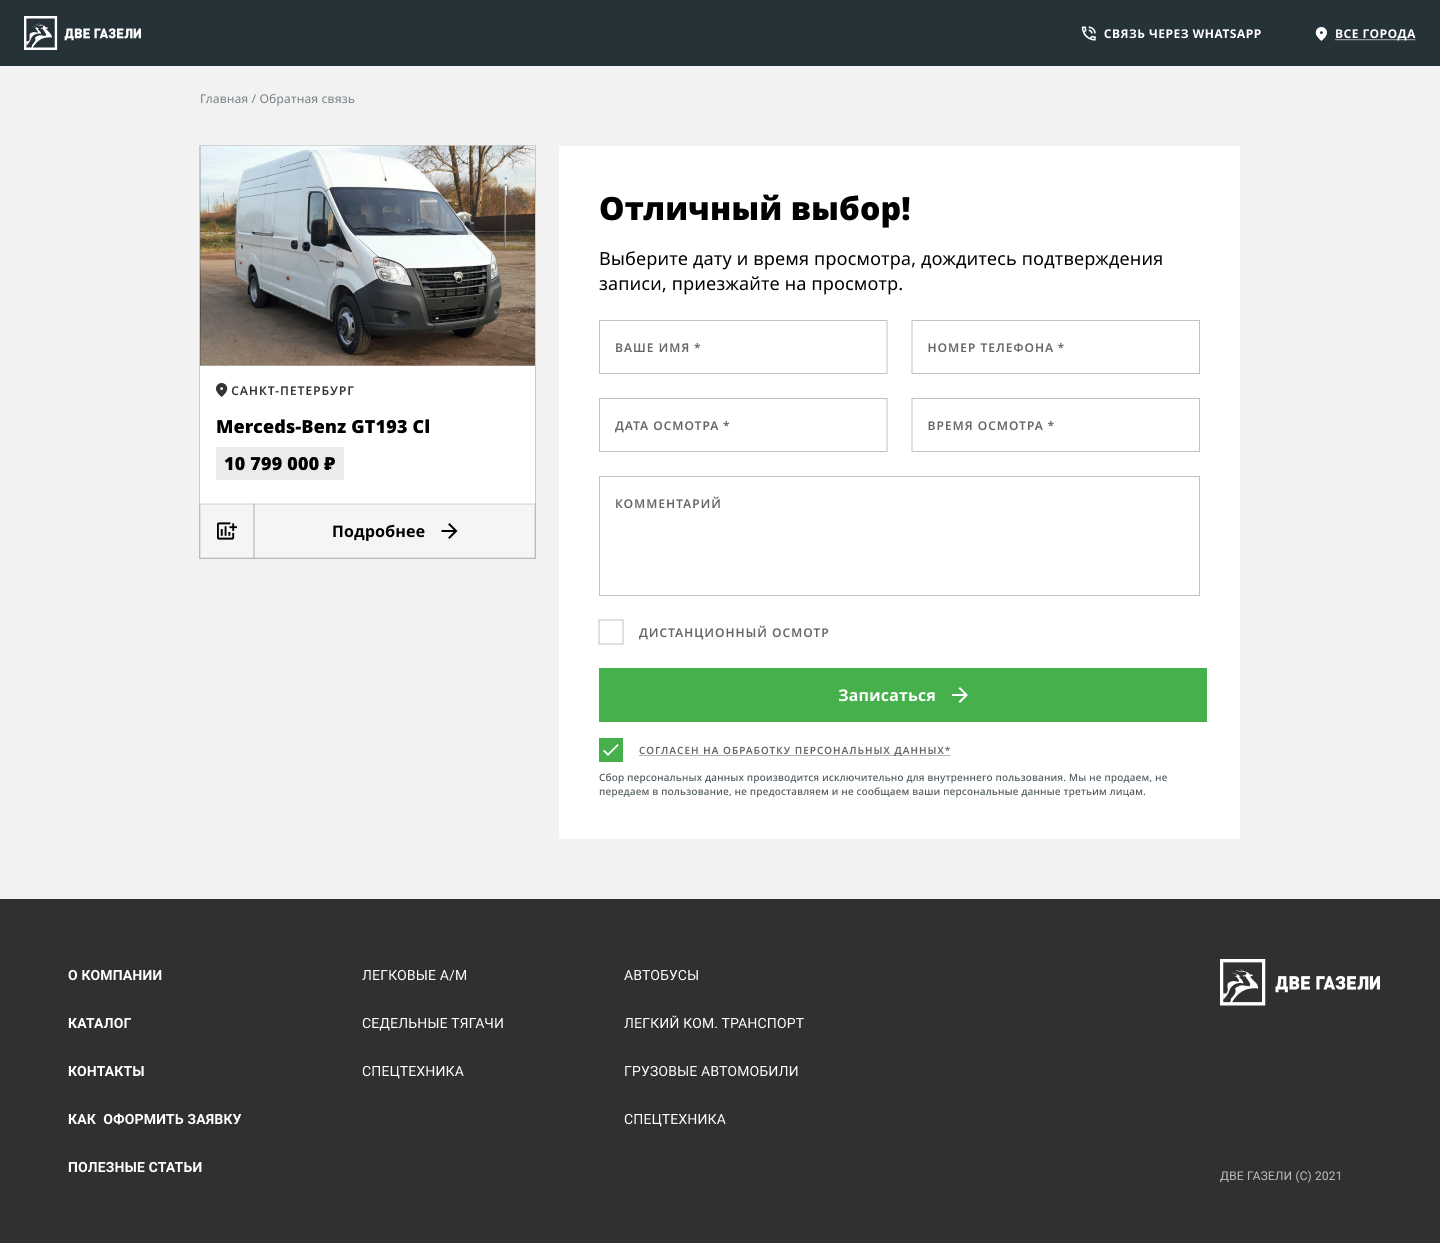 ДВЕ ГАЗЕЛИ
СВЯЗЬ ЧЕРЕЗ WHATSAPP
ВСЕ ГОРОДА
Главная / Обратная связь
САНКТ-ПЕТЕРБУРГ
Merceds-Benz GT193 Cl
10 799 000 ₽
Подробнее
Отличный выбор!
Выберите дату и время просмотра, дождитесь подтверждения
записи, приезжайте на просмотр.
ВАШЕ ИМЯ *
НОМЕР ТЕЛЕФОНА *
ДАТА ОСМОТРА *
ВРЕМЯ ОСМОТРА *
КОММЕНТАРИЙ
ДИСТАНЦИОННЫЙ ОСМОТР
Записаться
СОГЛАСЕН НА ОБРАБОТКУ ПЕРСОНАЛЬНЫХ ДАННЫХ*
Сбор персональных данных производится исключительно для внутреннего пользования. Мы не продаем, не
передаем в пользование, не предоставляем и не сообщаем ваши персональные данные третьим лицам.
О КОМПАНИИ
КАТАЛОГ
КОНТАКТЫ
КАК  ОФОРМИТЬ ЗАЯВКУ
ПОЛЕЗНЫЕ СТАТЬИ
ЛЕГКОВЫЕ А/М
СЕДЕЛЬНЫЕ ТЯГАЧИ
СПЕЦТЕХНИКА
АВТОБУСЫ
ЛЕГКИЙ КОМ. ТРАНСПОРТ
ГРУЗОВЫЕ АВТОМОБИЛИ
СПЕЦТЕХНИКА
ДВЕ ГАЗЕЛИ
ДВЕ ГАЗЕЛИ (С) 2021